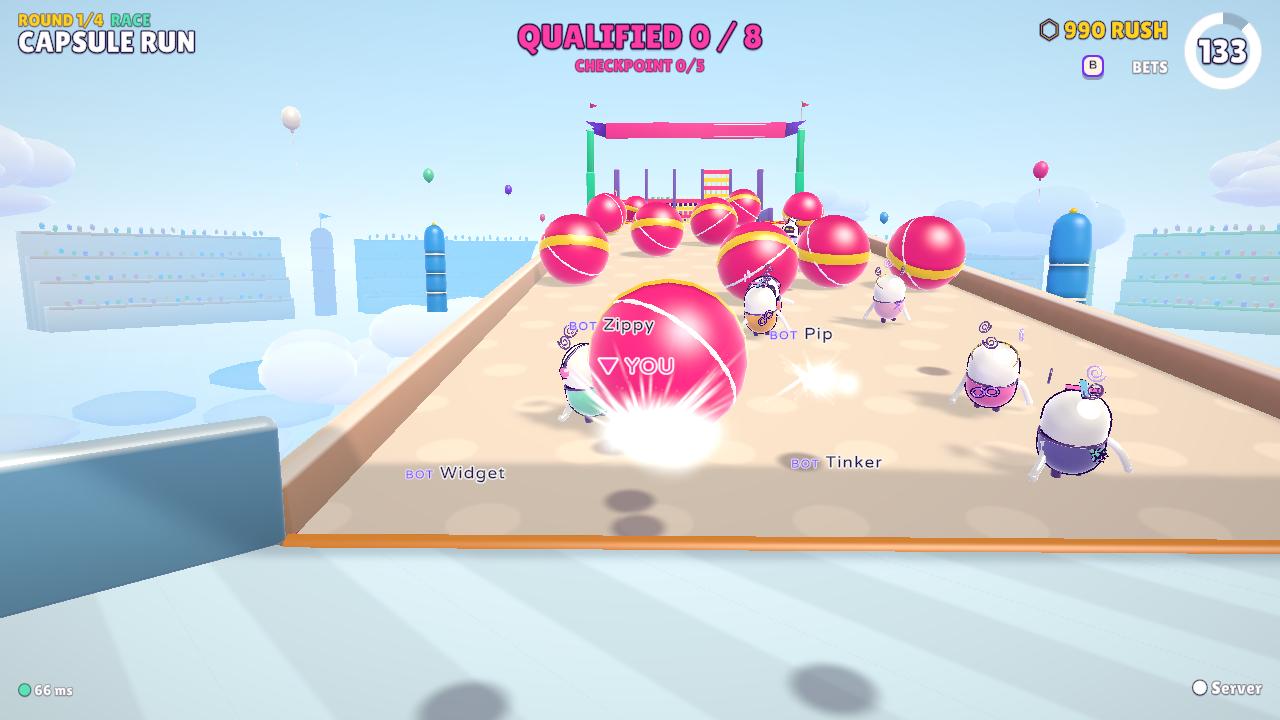 ROUND 1/4 RACE
CAPSULE RUN
QUALIFIED 0 / 8
CHECKPOINT 0/5
990 RUSH
B BETS
133
BOT Zippy
BOT Pip
YOU
BOT Widget
BOT Tinker
66 ms
Server